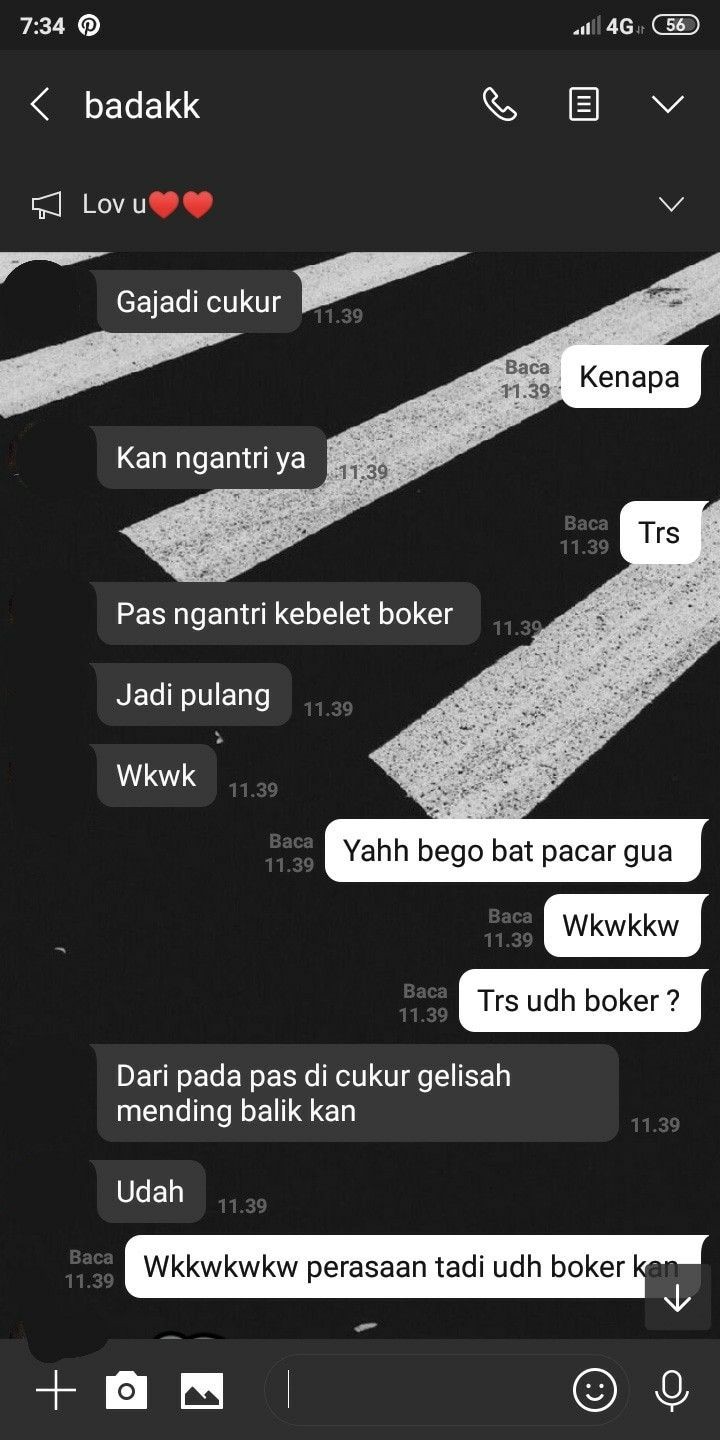 7:34
4G
56
badakk
Lov u❤️❤️
Gajadi cukur
11.39
Baca
11.39
Kenapa
Kan ngantri ya
11.39
Baca
11.39
Trs
Pas ngantri kebelet boker
11.39
Jadi pulang
11.39
Wkwk
11.39
Baca
11.39
Yahh bego bat pacar gua
Baca
11.39
Wkwkkw
Baca
11.39
Trs udh boker ?
Dari pada pas di cukur gelisah
mending balik kan
11.39
Udah
11.39
Baca
11.39
Wkkwkwkw perasaan tadi udh boker kan